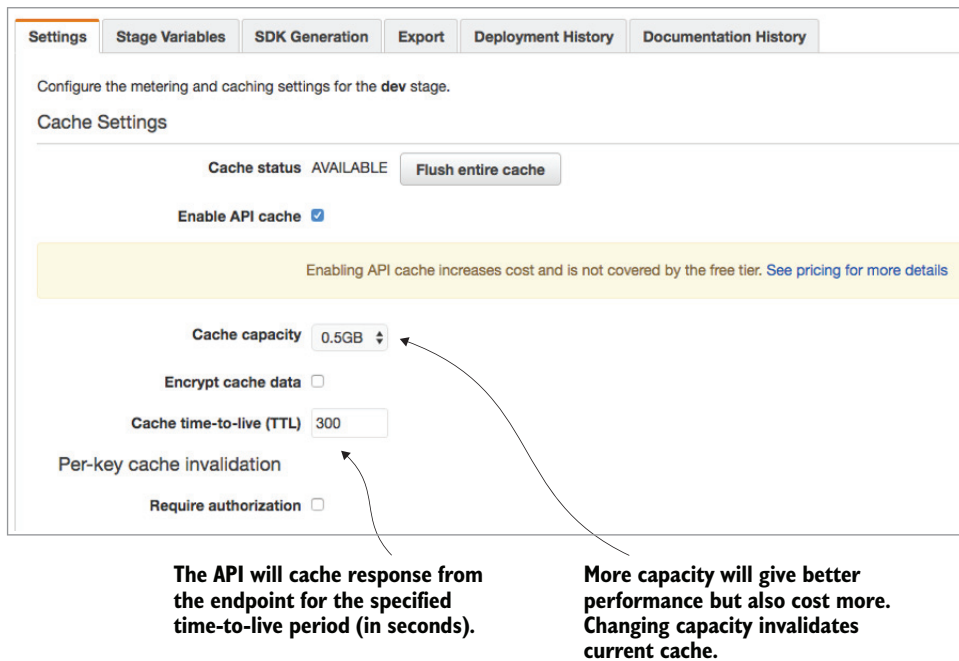 Settings Stage Variables SDK Generation Export Deployment History Documentation History
Configure the metering and caching settings for the dev stage.
Cache Settings
Cache status AVAILABLE Flush entire cache
Enable API cache
Enabling API cache increases cost and is not covered by the free tier. See pricing for more details
Cache capacity 0.5GB
Encrypt cache data
Cache time-to-live (TTL) 300
Per-key cache invalidation
Require authorization
The API will cache response from
the endpoint for the specified
time-to-live period (in seconds).
More capacity will give better
performance but also cost more.
Changing capacity invalidates
current cache.